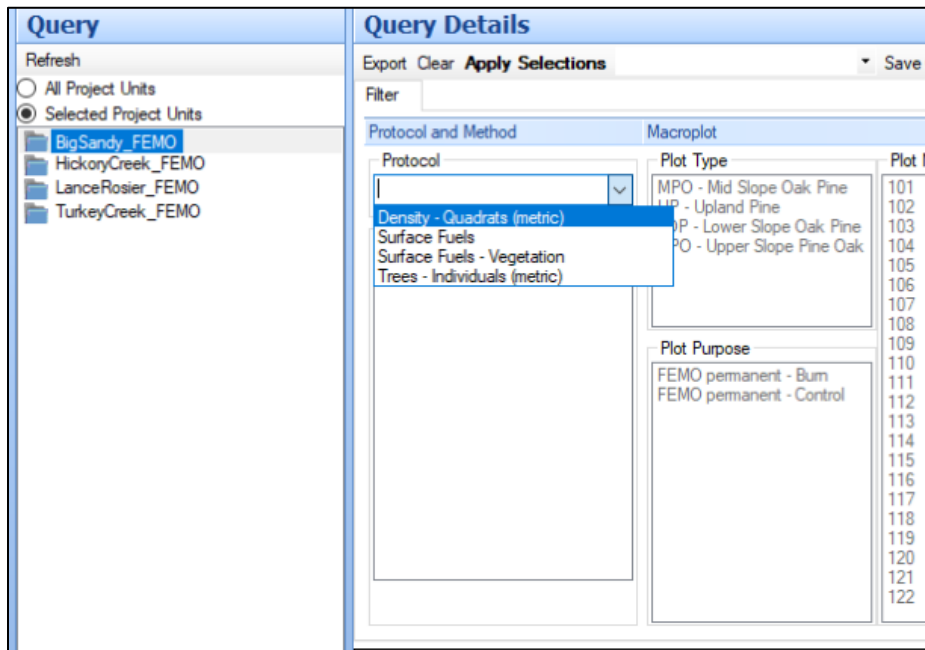 Query
Refresh
All Project Units
Selected Project Units
BigSandy_FEMO
HickoryCreek_FEMO
LanceRosier_FEMO
TurkeyCreek_FEMO
Query Details
Export Clear Apply Selections Save
Filter
Protocol and Method
Protocol
Density - Quadrats (metric)
Surface Fuels
Surface Fuels - Vegetation
Trees - Individuals (metric)
Macroplot
Plot Type
MPO - Mid Slope Oak Pine
- Upland Pine
- Lower Slope Oak Pine
- Upper Slope Pine Oak
Plot Purpose
FEMO permanent - Burn
FEMO permanent - Control
Plot
101
102
103
104
105
106
107
108
109
110
111
112
113
114
115
116
117
118
119
120
121
122